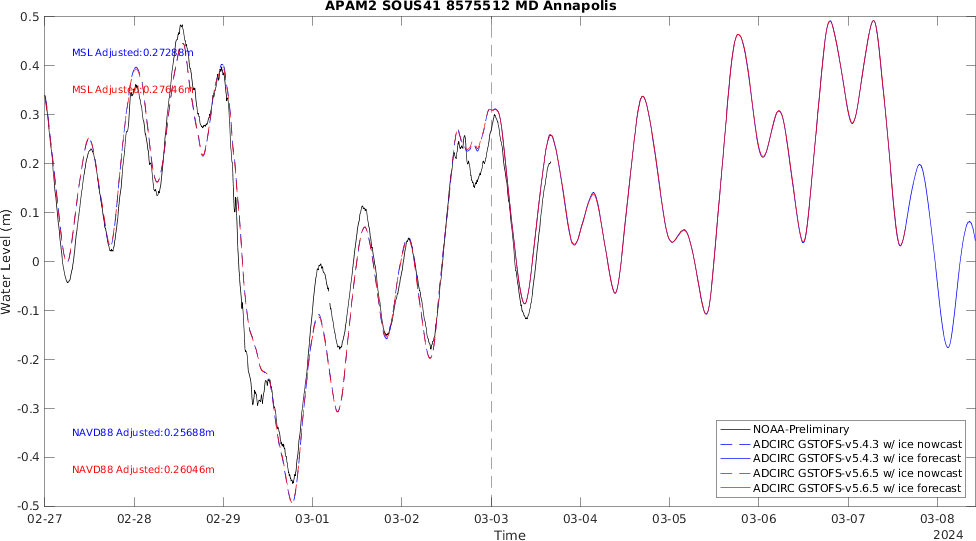 APAM2 SOUS41 8575512 MD Annapolis
0.5
0.4
0.3
0.2
0.1
0
-0.1
-0.2
-0.3
-0.4
-0.5
Water Level (m)
MSL Adjusted:0.27288m
MSL Adjusted:0.27646m
NAVD88 Adjusted:0.25688m
NAVD88 Adjusted:0.26046m
NOAA-Preliminary
ADCIRC GSTOFS-v5.4.3 w/ ice nowcast
ADCIRC GSTOFS-v5.4.3 w/ ice forecast
ADCIRC GSTOFS-v5.6.5 w/ ice nowcast
ADCIRC GSTOFS-v5.6.5 w/ ice forecast
02-27 02-28 02-29 03-01 03-02 03-03 03-04 03-05 03-06 03-07 03-08
2024
Time